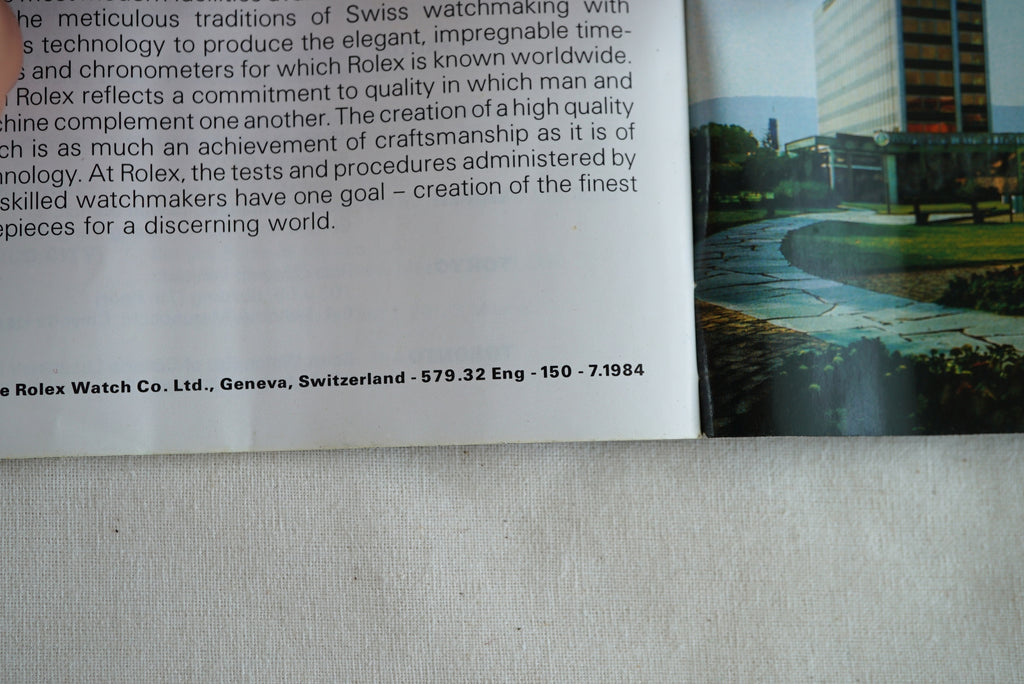 he meticulous traditions of Swiss watchmaking with
s technology to produce the elegant, impregnable time-
s and chronometers for which Rolex is known worldwide.
Rolex reflects a commitment to quality in which man and
hine complement one another. The creation of a high quality
ch is as much an achievement of craftsmanship as it is of
nology. At Rolex, the tests and procedures administered by
skilled watchmakers have one goal – creation of the finest
epieces for a discerning world.
e Rolex Watch Co. Ltd., Geneva, Switzerland - 579.32 Eng - 150 - 7.1984